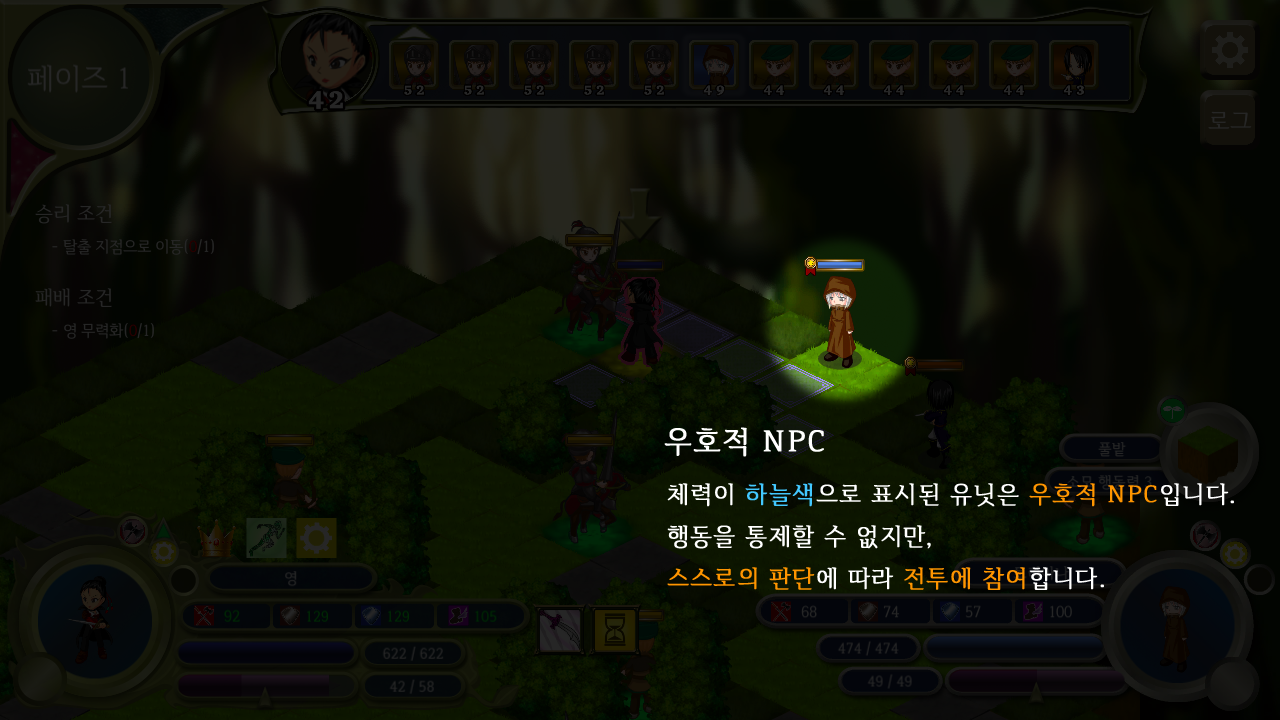 페이즈 1
42
52 52 52 52 52 49 44 44 44 44 44 43
로그
승리 조건
- 탈출 지점으로 이동( /1)
패배 조건
- 영 무력화( /1)
우호적 NPC
체력이 하늘색으로 표시된 유닛은 우호적 NPC입니다.
행동을 통제할 수 없지만,
스스로의 판단에 따라 전투에 참여합니다.
풀밭
소모 행동력 3
영
92 129 129 105
622 / 622
42 / 58
68 74 57 100
474 / 474
49 / 49